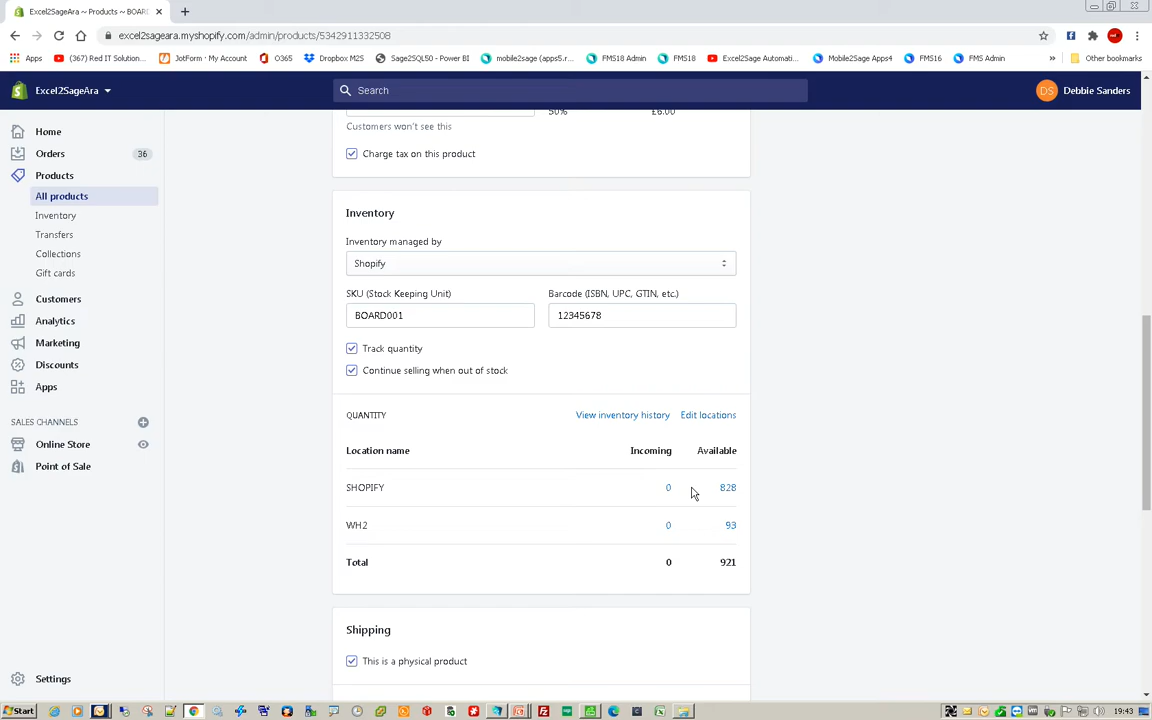 Excel2SageAra ~ Products ~ BOAR
excel2sageara.myshopify.com/admin/products/5342911332508
Apps
(367) Red IT Solution...
JotForm · My Account
O365
Dropbox M2S
Sage2SQL50 - Power BI
mobile2sage (apps5.r...
FMS18 Admin
FMS18
Excel2Sage Automati...
Mobile2Sage Apps4
FMS16
FMS Admin
»
Other bookmarks
Excel2SageAra
Search
DS
Debbie Sanders
Home
Orders
36
Products
All products
Inventory
Transfers
Collections
Gift cards
Customers
Analytics
Marketing
Discounts
Apps
SALES CHANNELS
Online Store
Point of Sale
Settings
50%
£6.00
Customers won't see this
Charge tax on this product
Inventory
Inventory managed by
Shopify
SKU (Stock Keeping Unit)
Barcode (ISBN, UPC, GTIN, etc.)
BOARD001
12345678
Track quantity
Continue selling when out of stock
QUANTITY
View inventory history
Edit locations
Location name
Incoming
Available
SHOPIFY
0
828
WH2
0
93
Total
0
921
Shipping
This is a physical product
Start
19:43